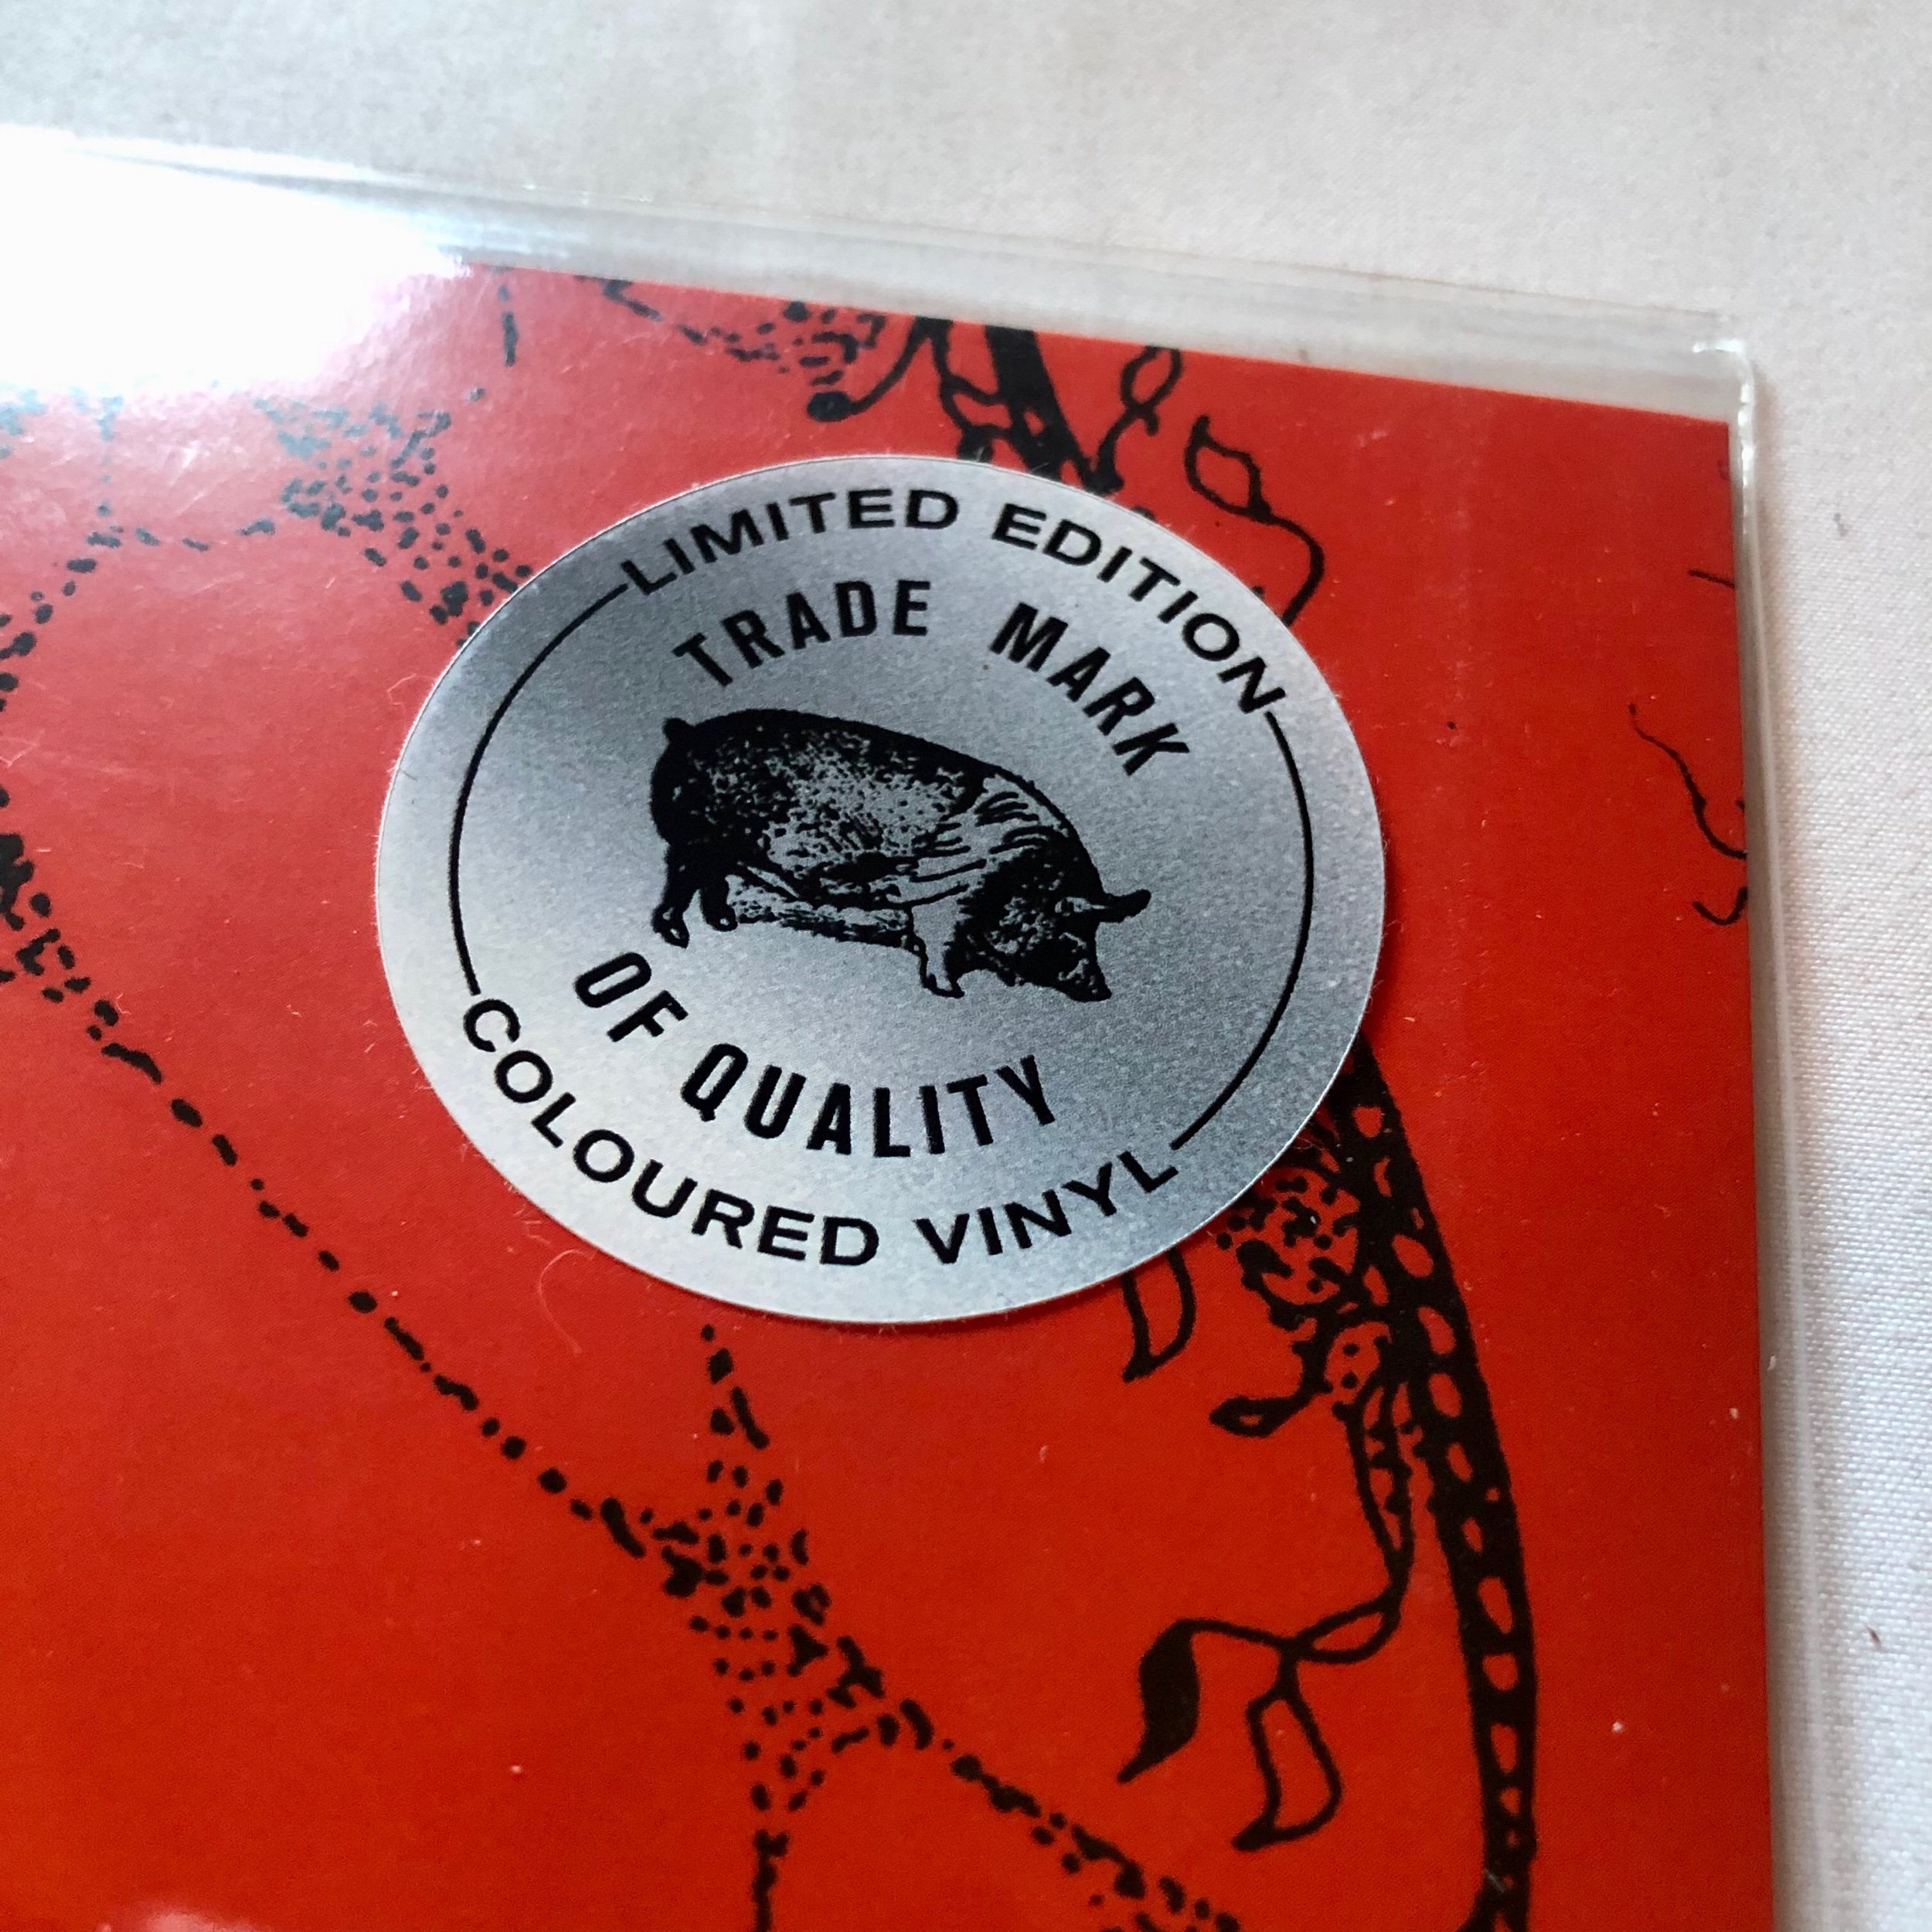 LIMITED EDITION
TRADE MARK
OF QUALITY
COLOURED VINYL